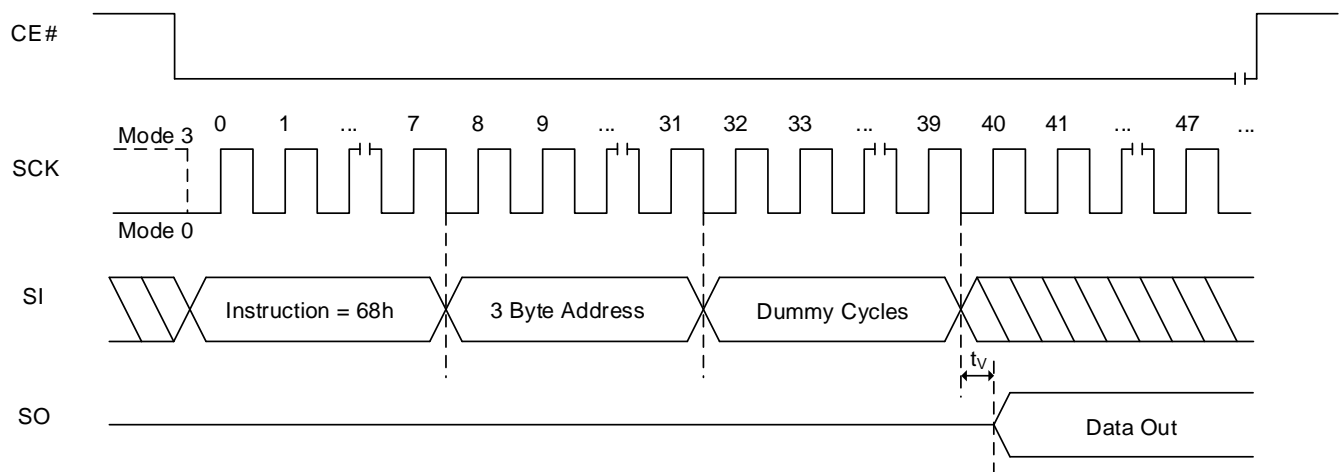 CE#
0 1 ... 7 8 9 ... 31 32 33 ... 39 40 41 ... 47 ...
Mode 3
SCK
Mode 0
SI
Instruction = 68h
3 Byte Address
Dummy Cycles
tV
SO
Data Out